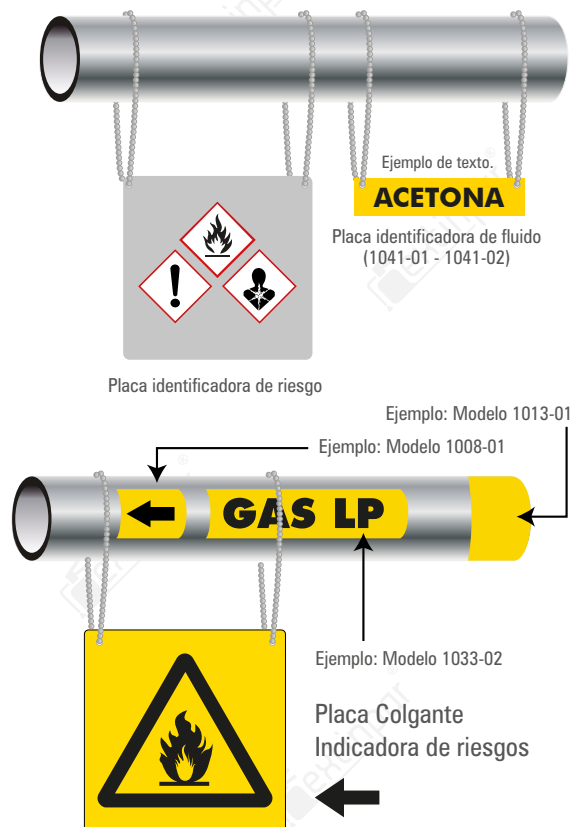 Ejemplo de texto.
ACETONA
Placa identificadora de fluido
(1041-01 - 1041-02)
Placa identificadora de riesgo
Ejemplo: Modelo 1013-01
Ejemplo: Modelo 1008-01
GAS LP
Ejemplo: Modelo 1033-02
Placa Colgante
Indicadora de riesgos